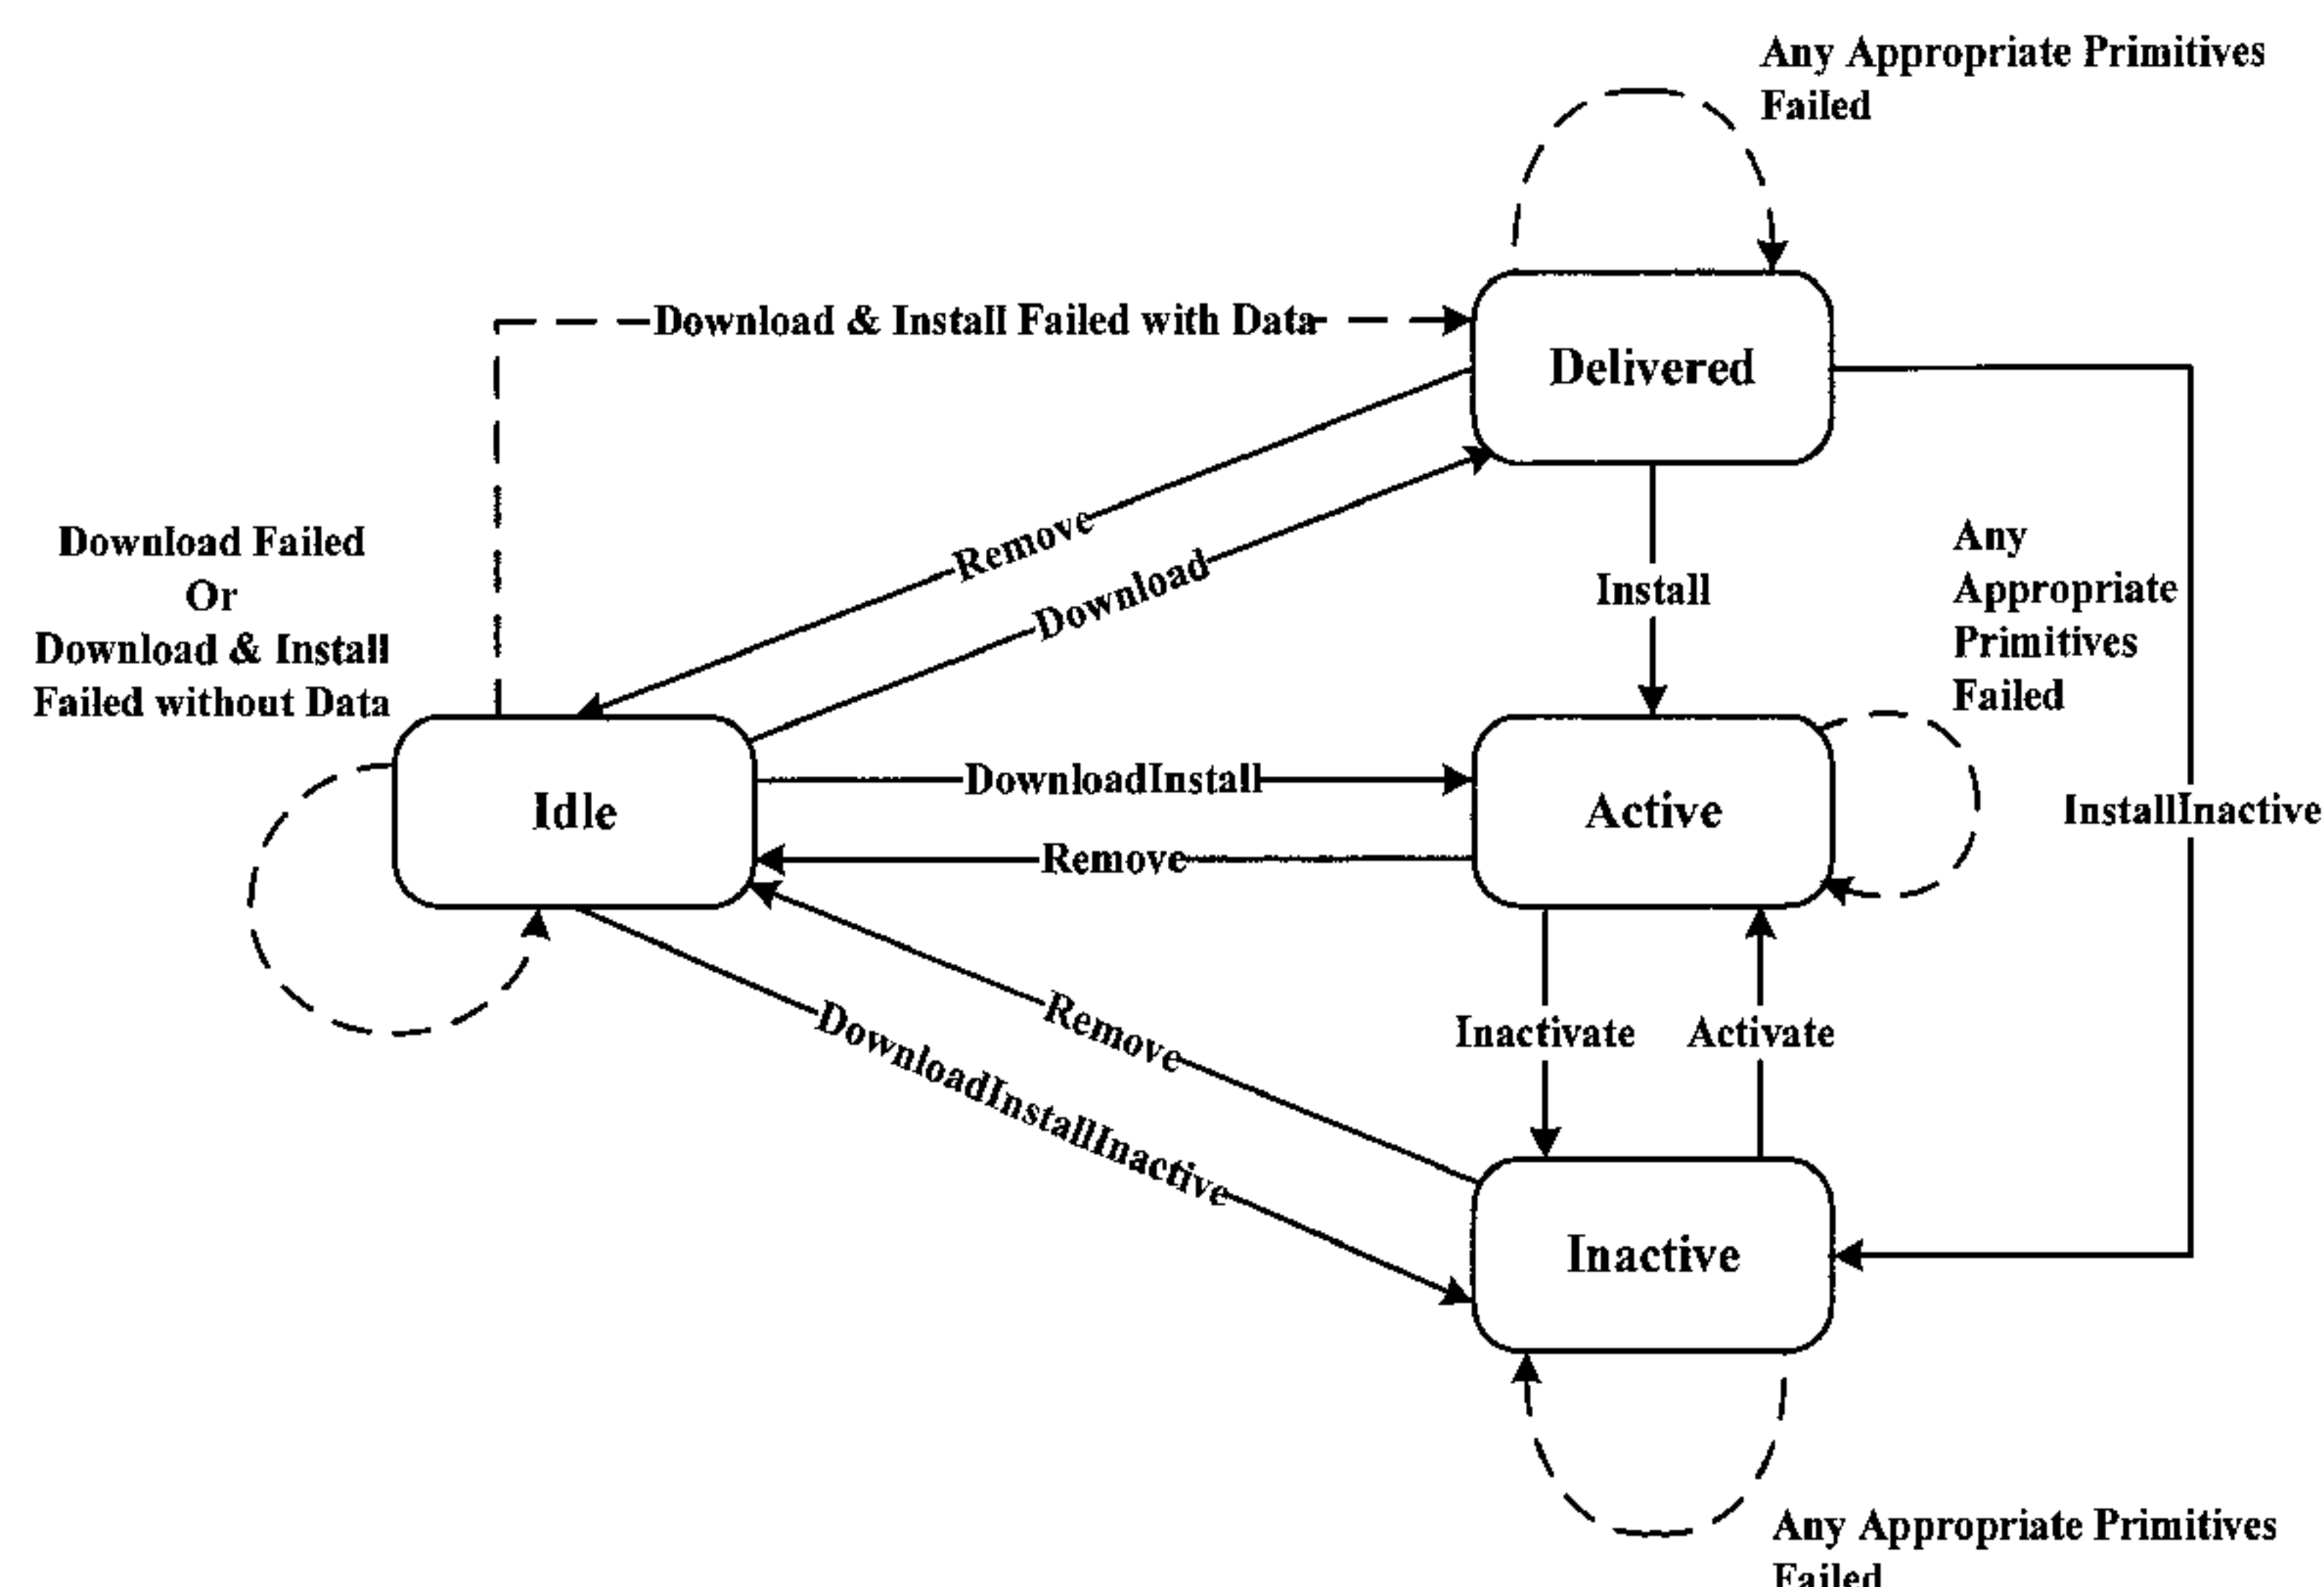 Any Appropriate Primitives
Failed
Download & Install Failed with Data
Delivered
Remove
Download
Download Failed
Or
Download & Install
Failed without Data
Install
Any
Appropriate
Primitives
Failed
Idle
DownloadInstall
Remove
Active
InstallInactive
Remove
DownloadInstallInactive
Inactivate
Activate
Inactive
Any Appropriate Primitives
Failed